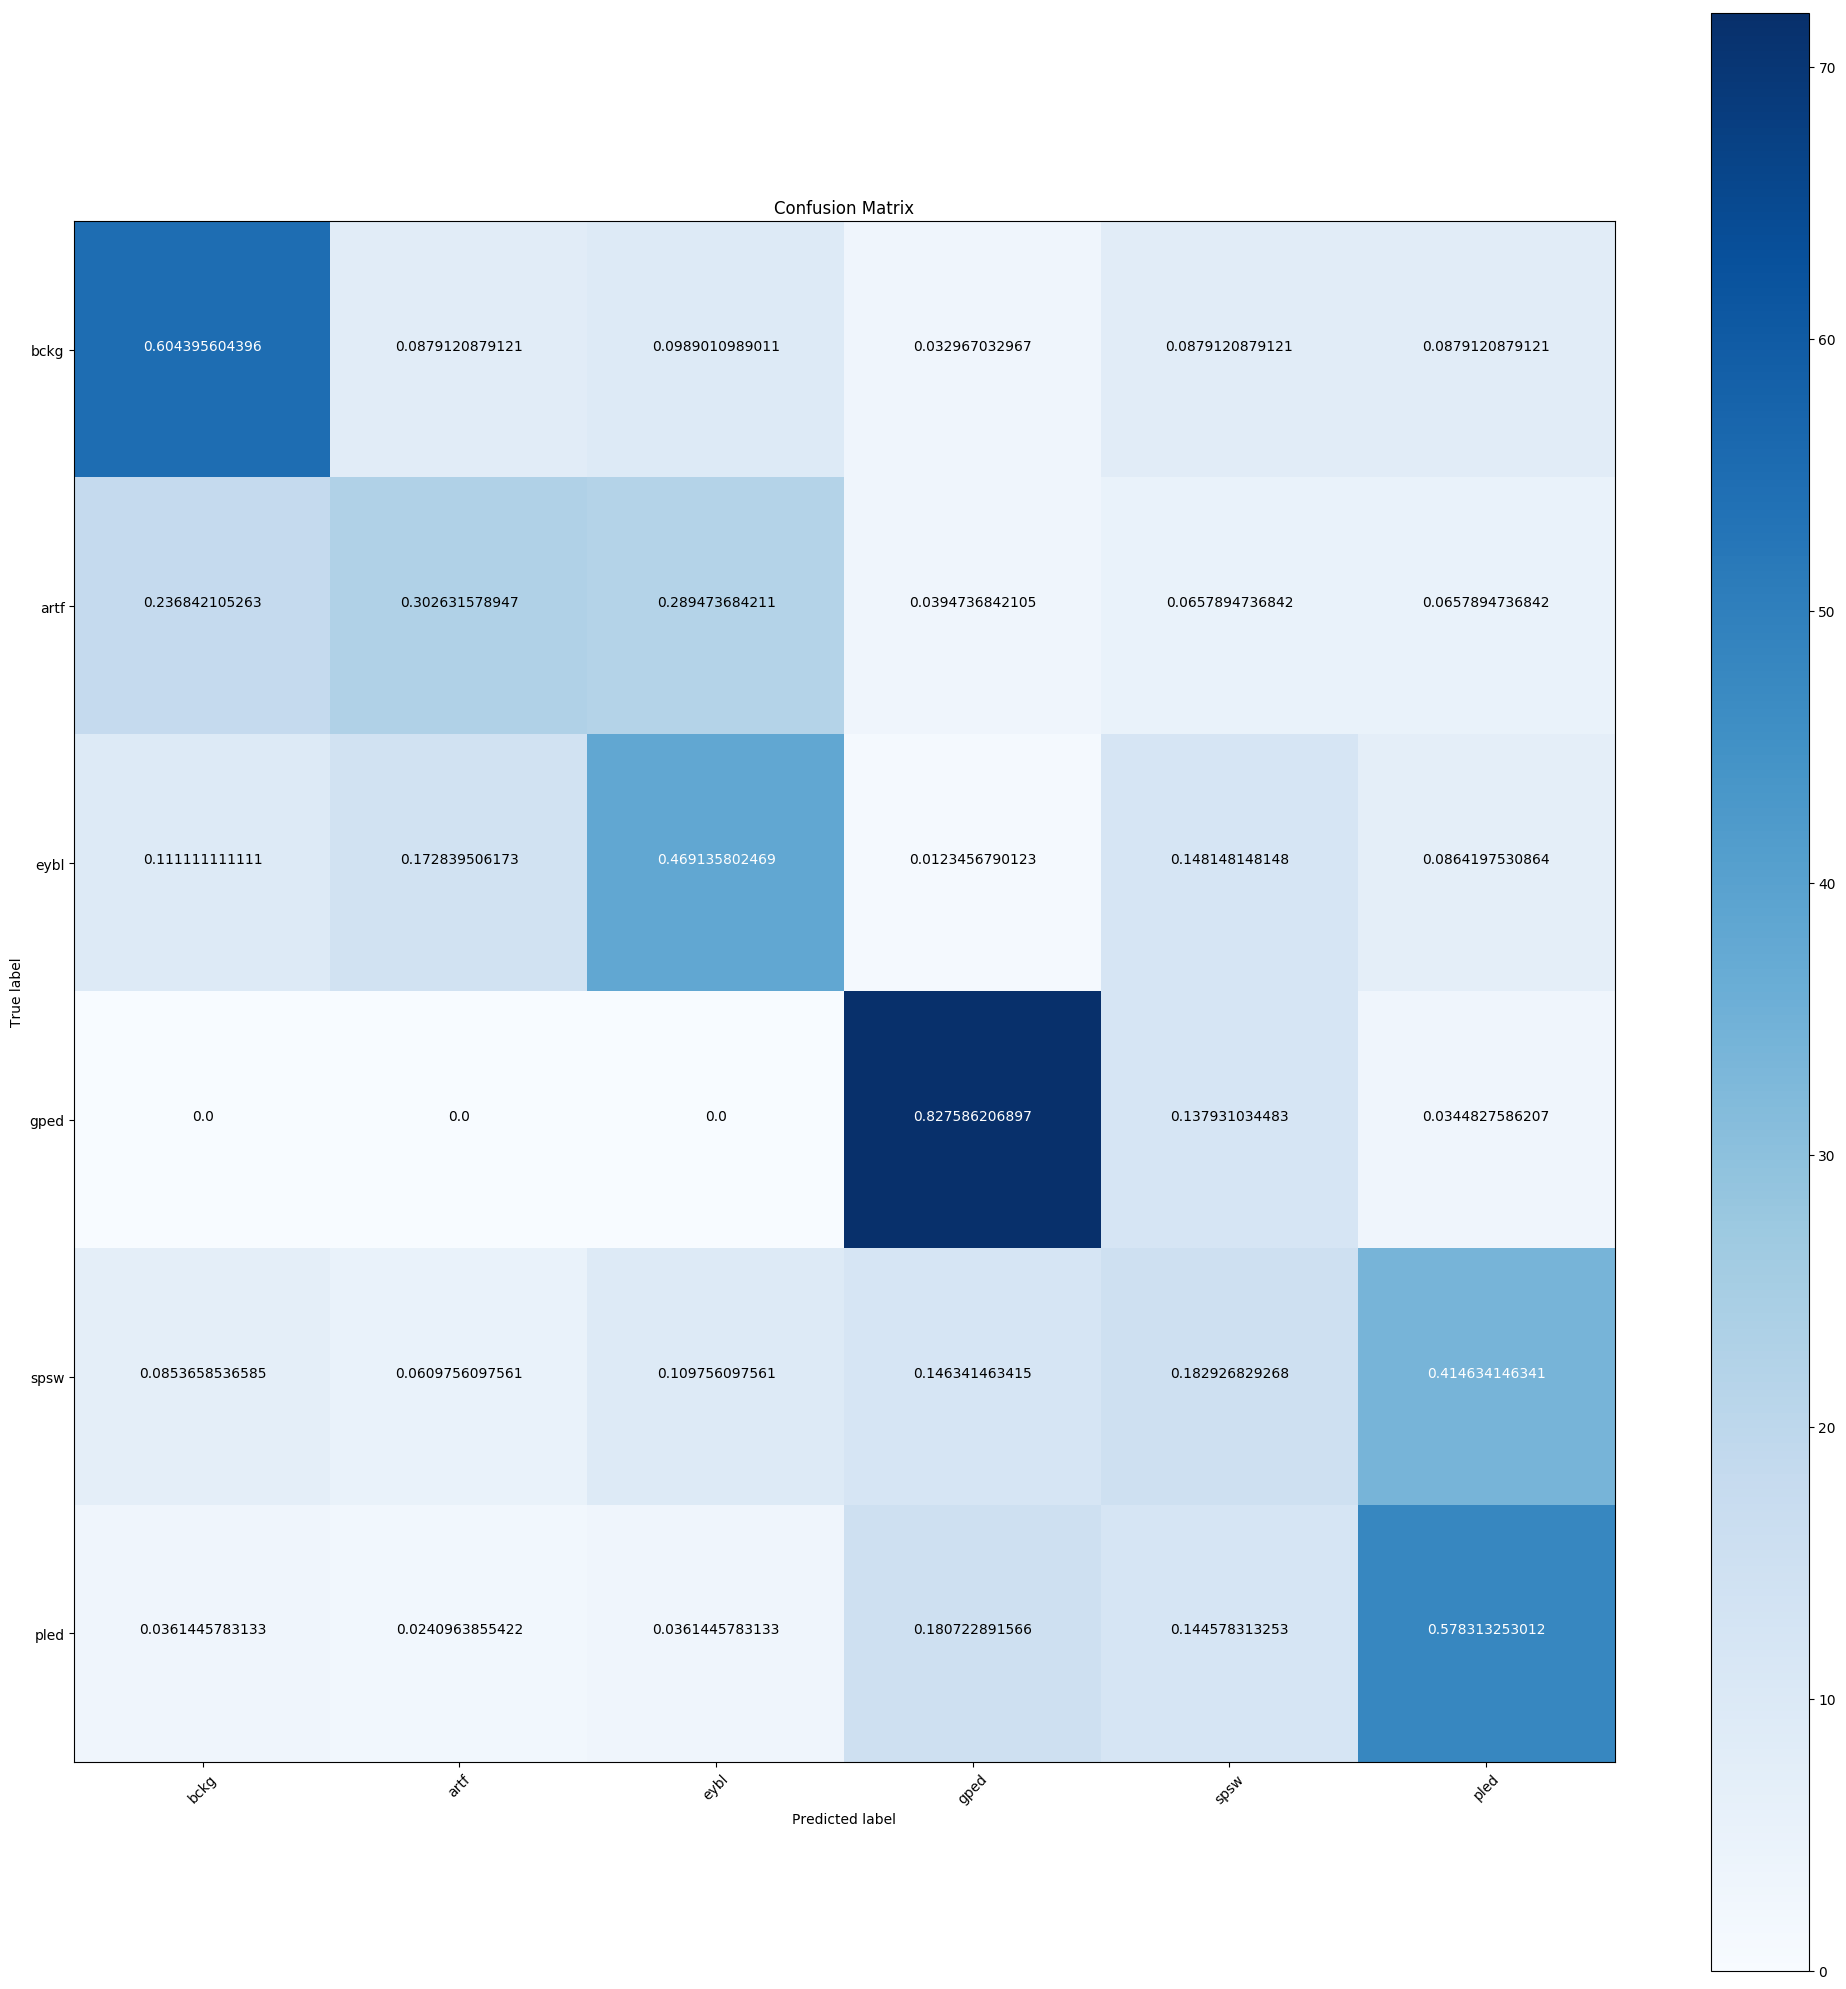 Confusion Matrix
bckg 0.604395604396 0.0879120879121 0.0989010989011 0.032967032967 0.0879120879121 0.0879120879121
artf 0.236842105263 0.302631578947 0.289473684211 0.0394736842105 0.0657894736842 0.0657894736842
eybl 0.111111111111 0.172839506173 0.469135802469 0.0123456790123 0.148148148148 0.0864197530864
gped 0.0 0.0 0.0 0.827586206897 0.137931034483 0.0344827586207
spsw 0.0853658536585 0.0609756097561 0.109756097561 0.146341463415 0.182926829268 0.414634146341
pled 0.0361445783133 0.0240963855422 0.0361445783133 0.180722891566 0.144578313253 0.578313253012
bckg artf eybl gped spsw pled
Predicted label
True label
70
60
50
40
30
20
10
0